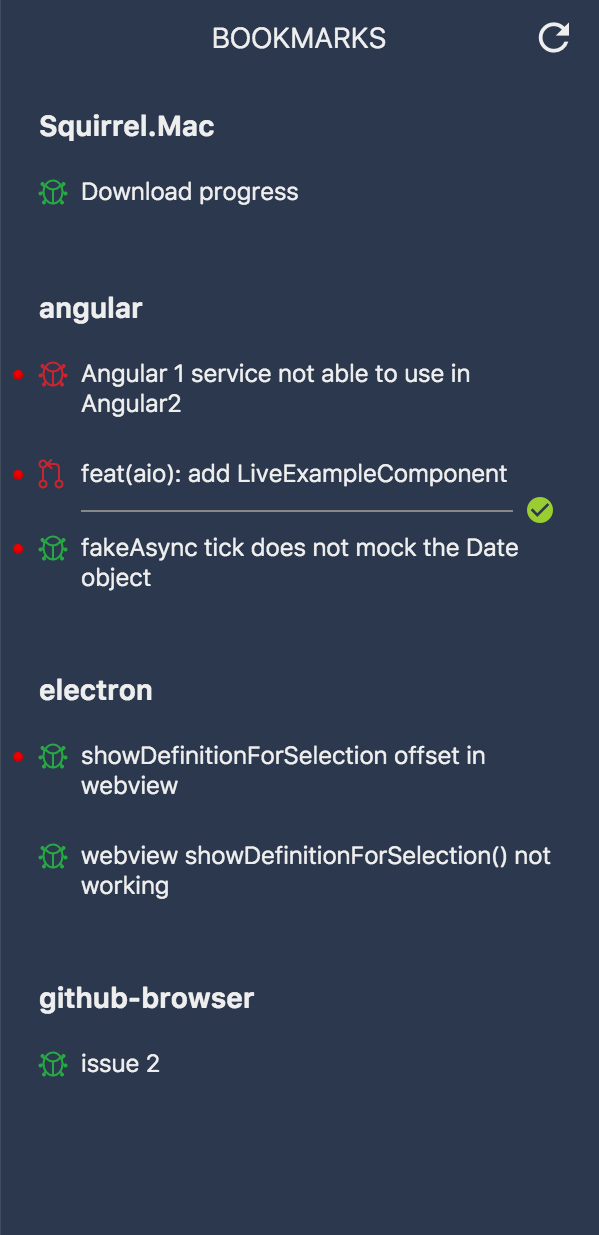 BOOKMARKS
Squirrel.Mac
Download progress
angular
Angular 1 service not able to use in
Angular2
feat(aio): add LiveExampleComponent
fakeAsync tick does not mock the Date
object
electron
showDefinitionForSelection offset in
webview
webview showDefinitionForSelection() not
working
github-browser
issue 2